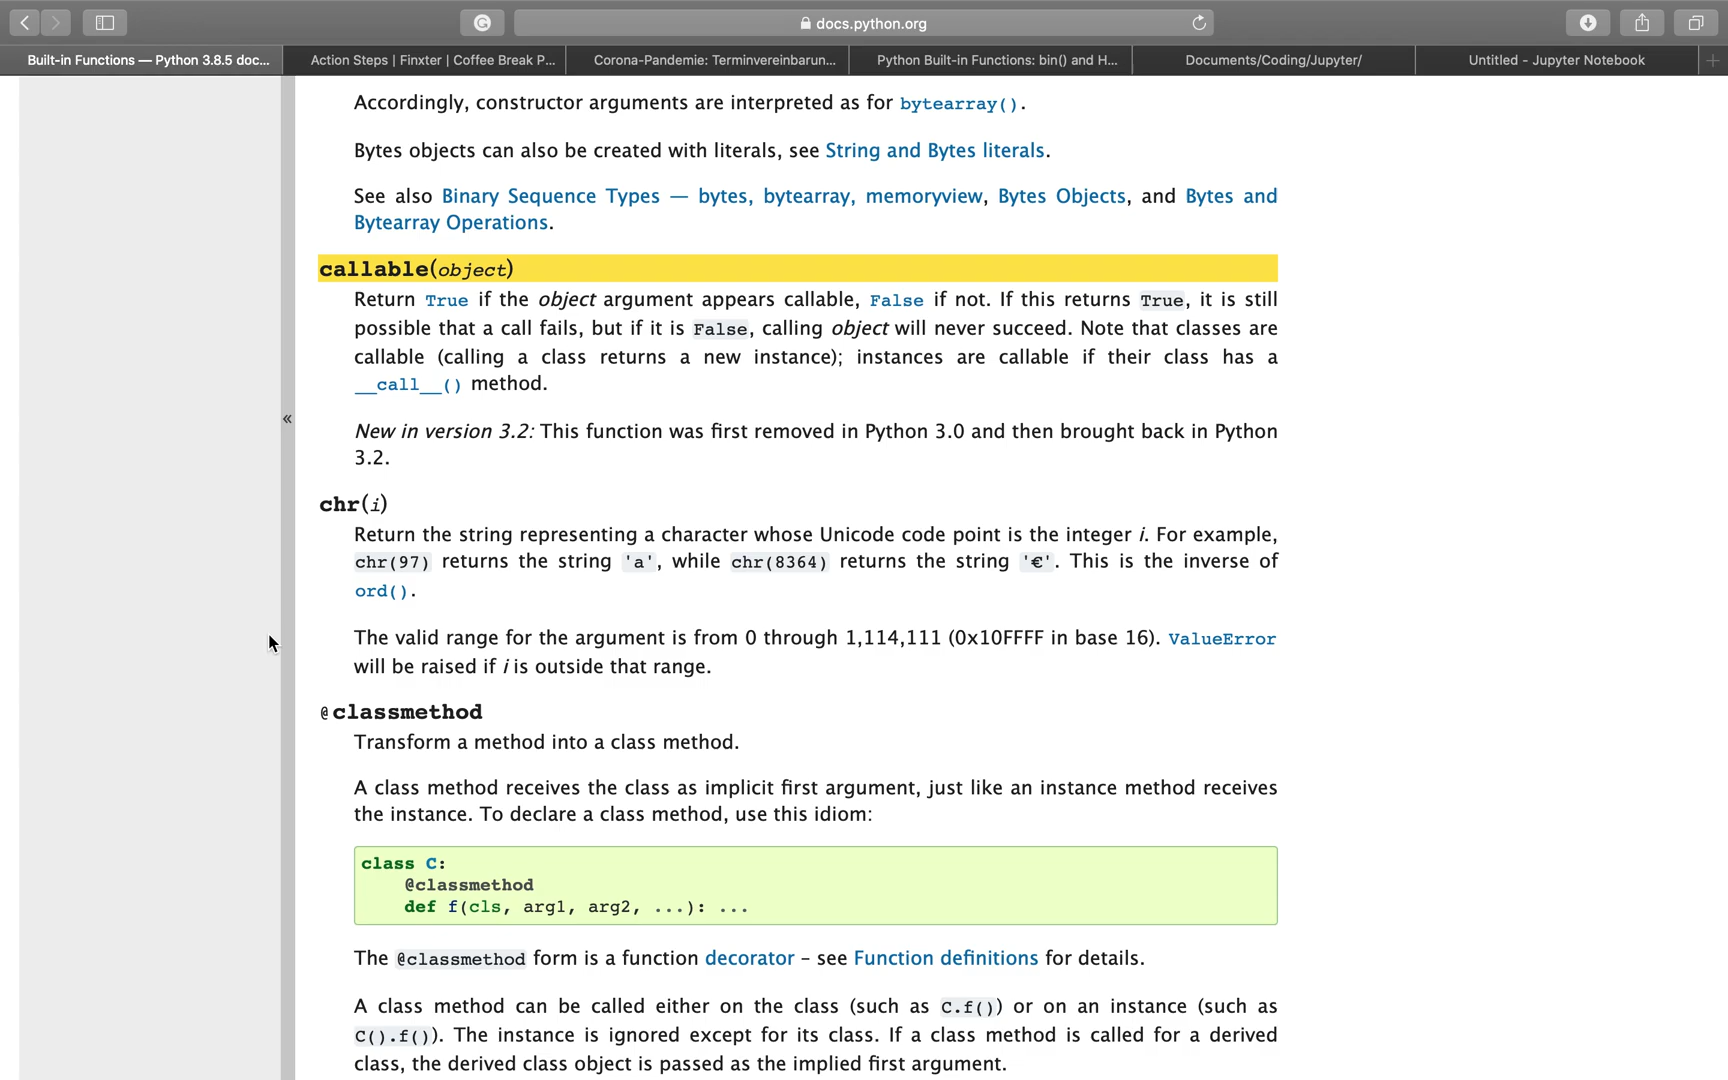 docs.python.org
Built-in Functions — Python 3.8.5 doc...
Action Steps | Finxter | Coffee Break P...
Corona-Pandemie: Terminvereinbarun...
Python Built-in Functions: bin() and H...
Documents/Coding/Jupyter/
Untitled - Jupyter Notebook
Accordingly, constructor arguments are interpreted as for bytearray().
Bytes objects can also be created with literals, see String and Bytes literals.
See also Binary Sequence Types — bytes, bytearray, memoryview, Bytes Objects, and Bytes and
Bytearray Operations.
callable(object)
Return True if the object argument appears callable, False if not. If this returns True, it is still
possible that a call fails, but if it is False, calling object will never succeed. Note that classes are
callable (calling a class returns a new instance); instances are callable if their class has a
__call__() method.
New in version 3.2: This function was first removed in Python 3.0 and then brought back in Python
3.2.
«
chr(i)
Return the string representing a character whose Unicode code point is the integer i. For example,
chr(97) returns the string 'a', while chr(8364) returns the string '€'. This is the inverse of
ord().
The valid range for the argument is from 0 through 1,114,111 (0x10FFFF in base 16). ValueError
will be raised if i is outside that range.
@classmethod
Transform a method into a class method.
A class method receives the class as implicit first argument, just like an instance method receives
the instance. To declare a class method, use this idiom:
class C:
@classmethod
def f(cls, arg1, arg2, ...): ...
The @classmethod form is a function decorator – see Function definitions for details.
A class method can be called either on the class (such as C.f()) or on an instance (such as
C().f()). The instance is ignored except for its class. If a class method is called for a derived
class, the derived class object is passed as the implied first argument.